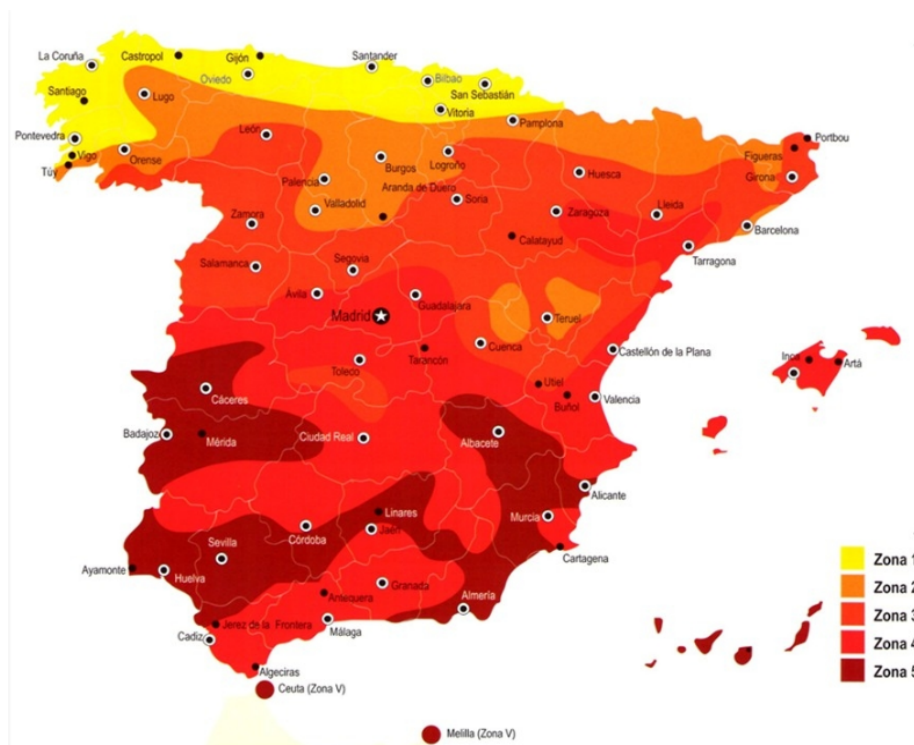 La Coruña
Castropol
Gijón
Santander
Oviedo
Bilbao
San Sebastián
Santiago
Lugo
Vitoria
Pamplona
Pontevedra
León
Portbou
Vigo
Orense
Burgos
Logroño
Figueras
Túy
Huesca
Girona
Palencia
Aranda de Duero
Valladolid
Soria
Zaragoza
Lleida
Zamora
Barcelona
Calatayud
Tarragona
Salamanca
Segovia
Ávila
Guadalajara
Madrid
Teruel
Cuenca
Castellón de la Plana
Tarancón
Toledo
Inca
Artá
Utiel
Cáceres
Buñol
Valencia
Badajoz
Mérida
Ciudad Real
Albacete
Alicante
Linares
Murcia
Jaén
Córdoba
Sevilla
Cartagena
Ayamonte
Huelva
Granada
Antequera
Almería
Jerez de la Frontera
Málaga
Cadiz
Algeciras
Ceuta (Zona V)
Melilla (Zona V)
Zona 1
Zona 2
Zona 3
Zona 4
Zona 5